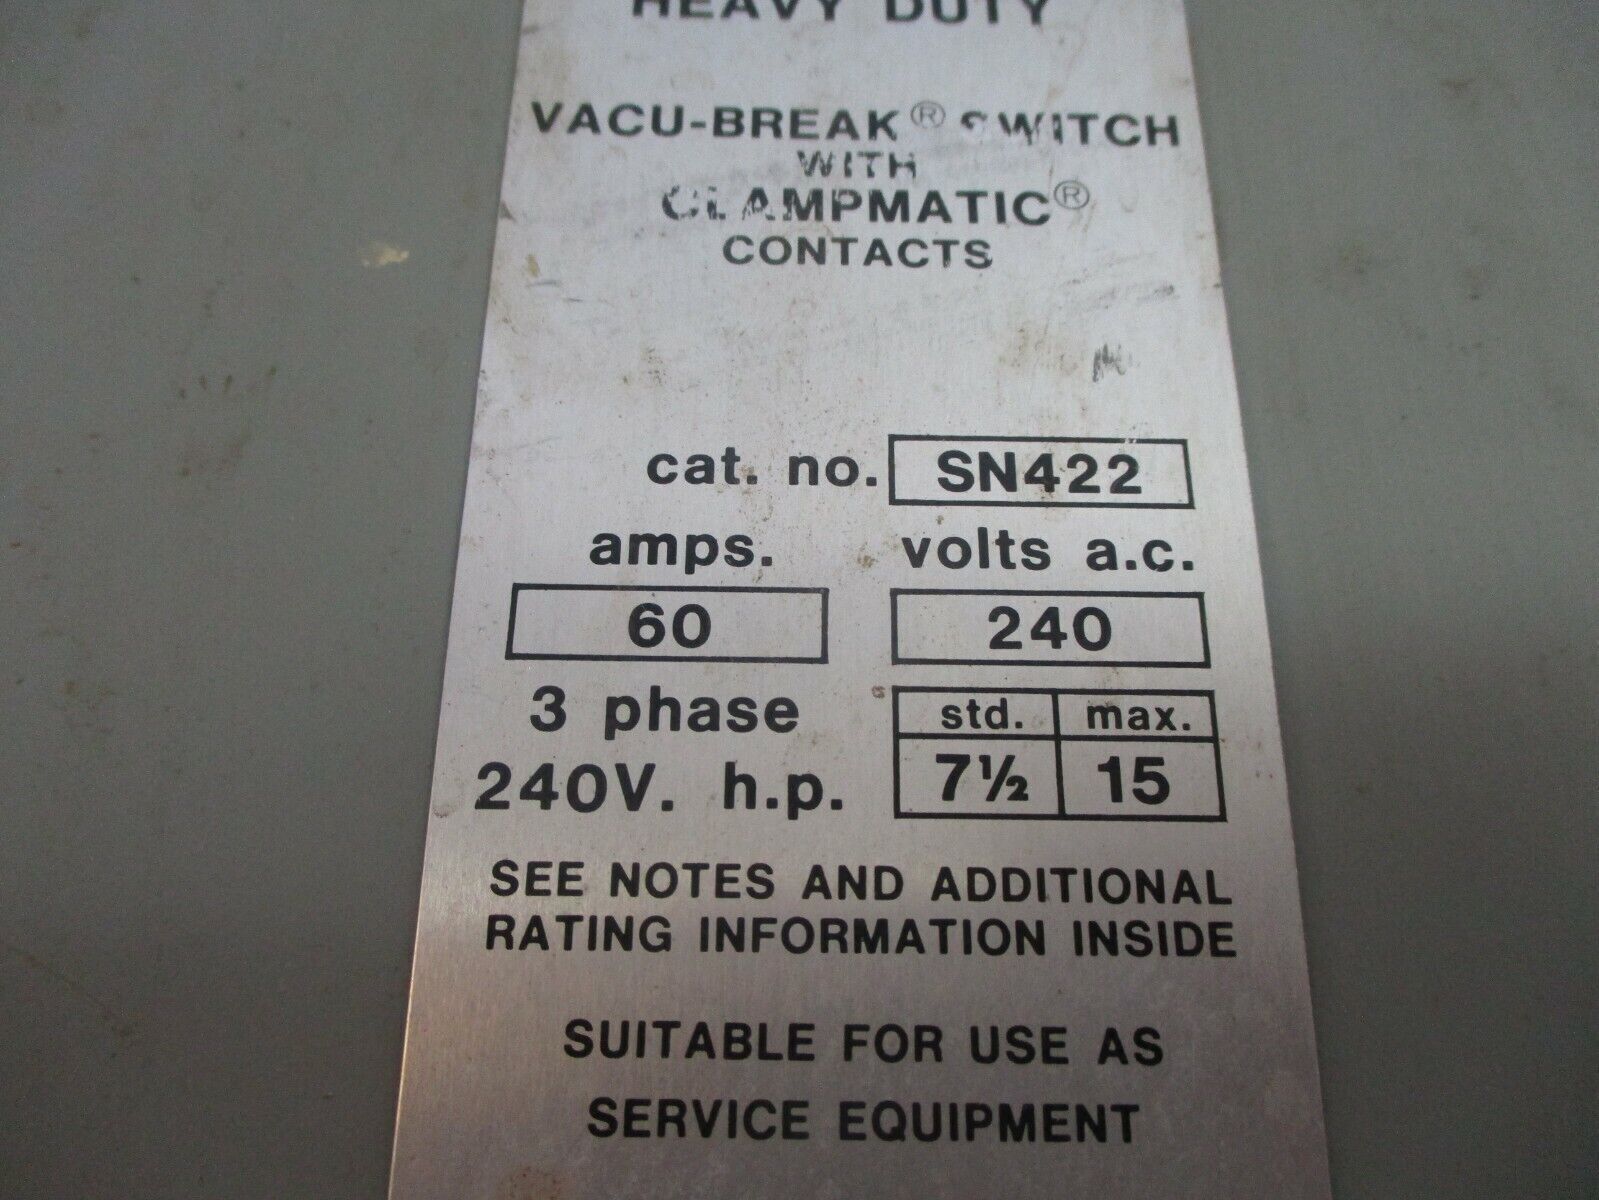 HEAVY DUTY
VACU-BREAK® SWITCH
WITH
CLAMPMATIC®
CONTACTS
cat. no. SN422
amps. volts a.c.
60 240
3 phase std. max.
240V. h.p. 7½ 15
SEE NOTES AND ADDITIONAL
RATING INFORMATION INSIDE
SUITABLE FOR USE AS
SERVICE EQUIPMENT